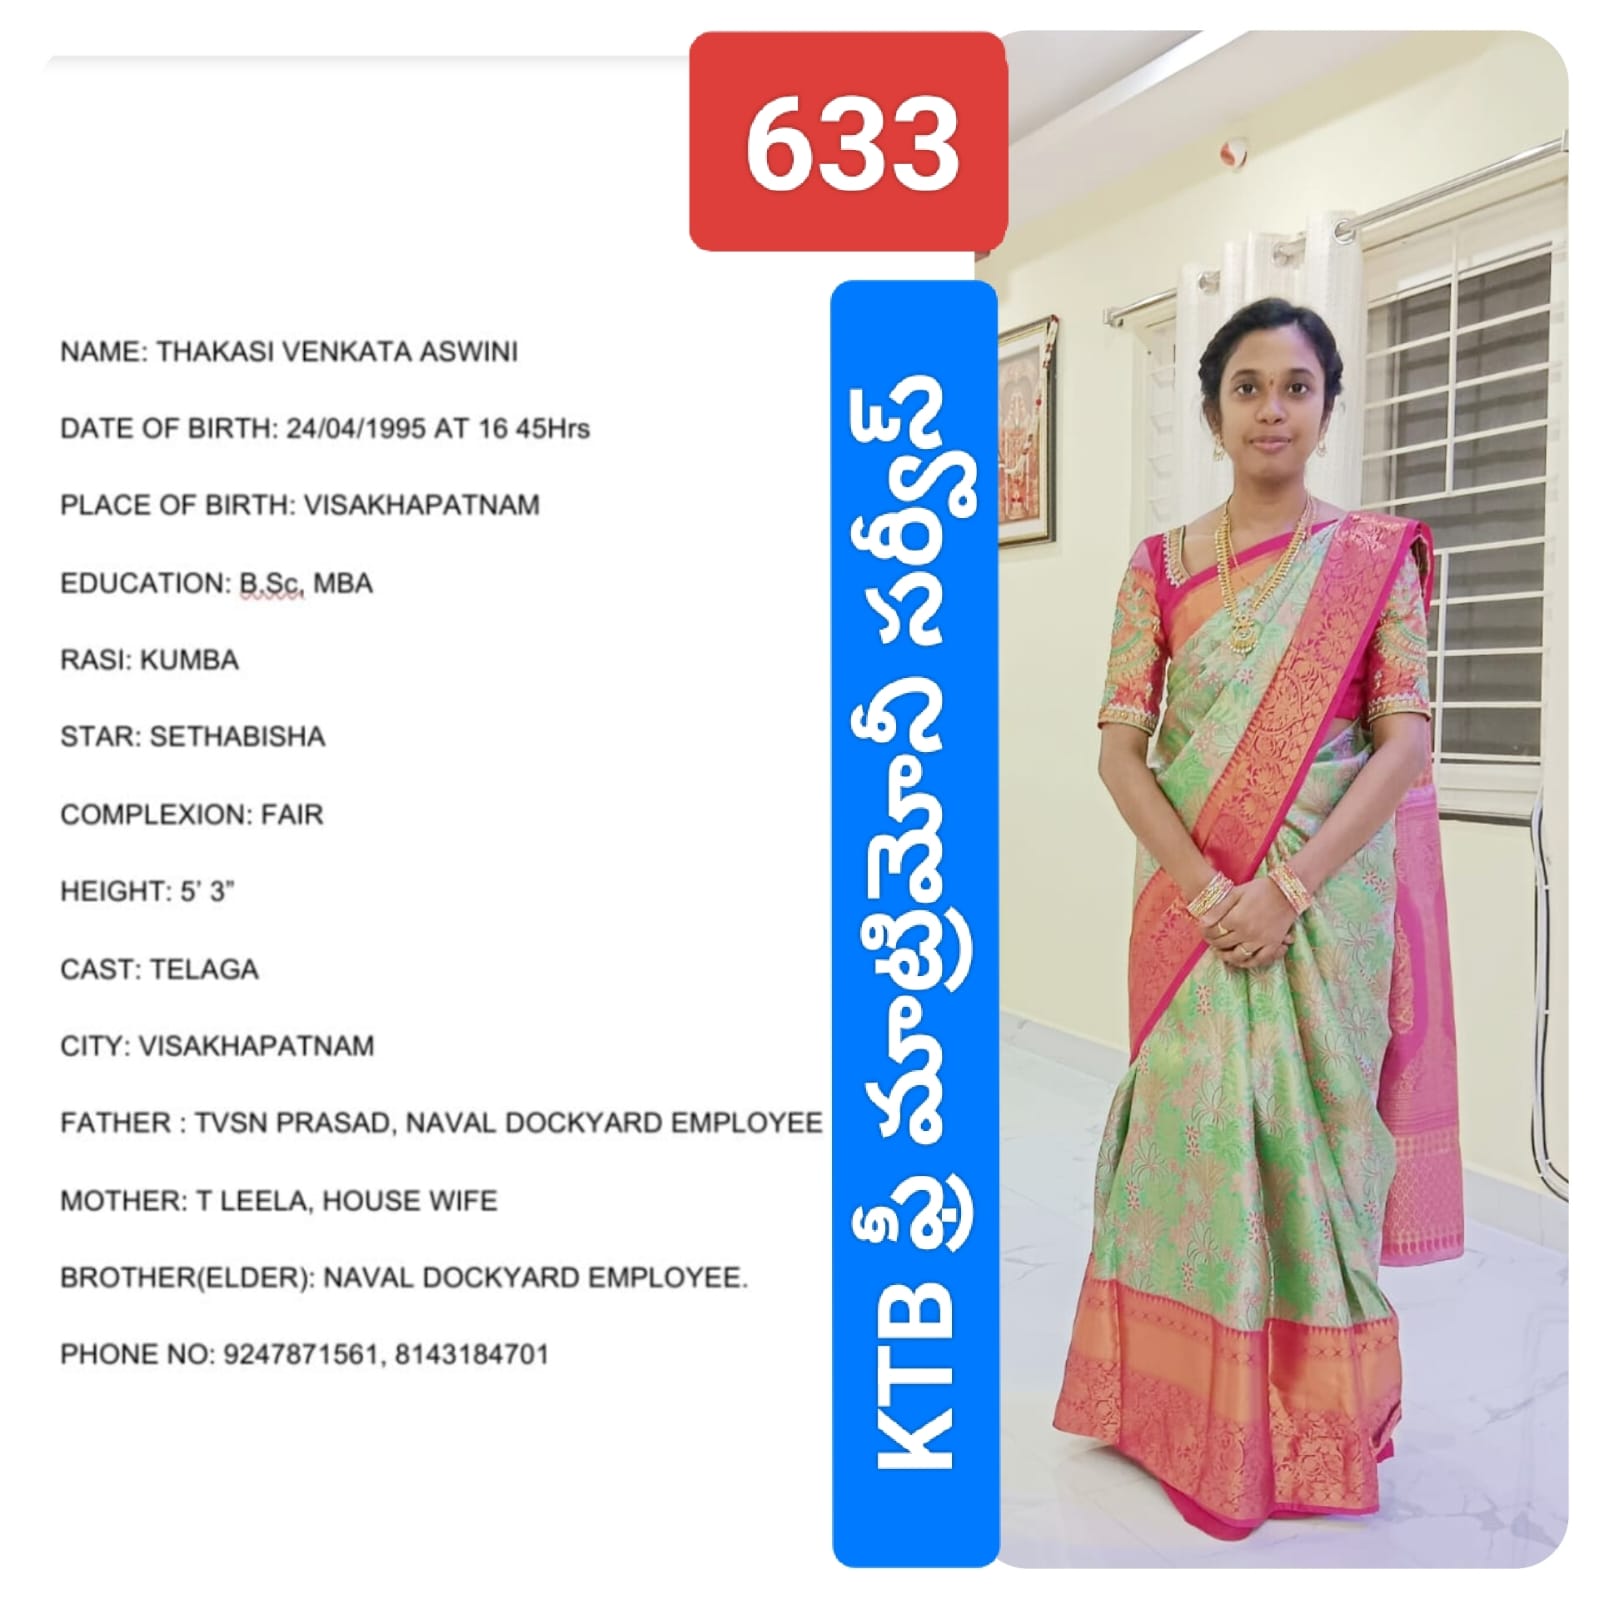 633
NAME: THAKASI VENKATA ASWINI
DATE OF BIRTH: 24/04/1995 AT 16 45Hrs
PLACE OF BIRTH: VISAKHAPATNAM
EDUCATION: B.Sc, MBA
RASI: KUMBA
STAR: SETHABISHA
COMPLEXION: FAIR
HEIGHT: 5’ 3”
CAST: TELAGA
CITY: VISAKHAPATNAM
FATHER : TVSN PRASAD, NAVAL DOCKYARD EMPLOYEE
MOTHER: T LEELA, HOUSE WIFE
BROTHER(ELDER): NAVAL DOCKYARD EMPLOYEE.
PHONE NO: 9247871561, 8143184701
KTB ఫ్రీ మాట్రిమోనీ సర్వీస్